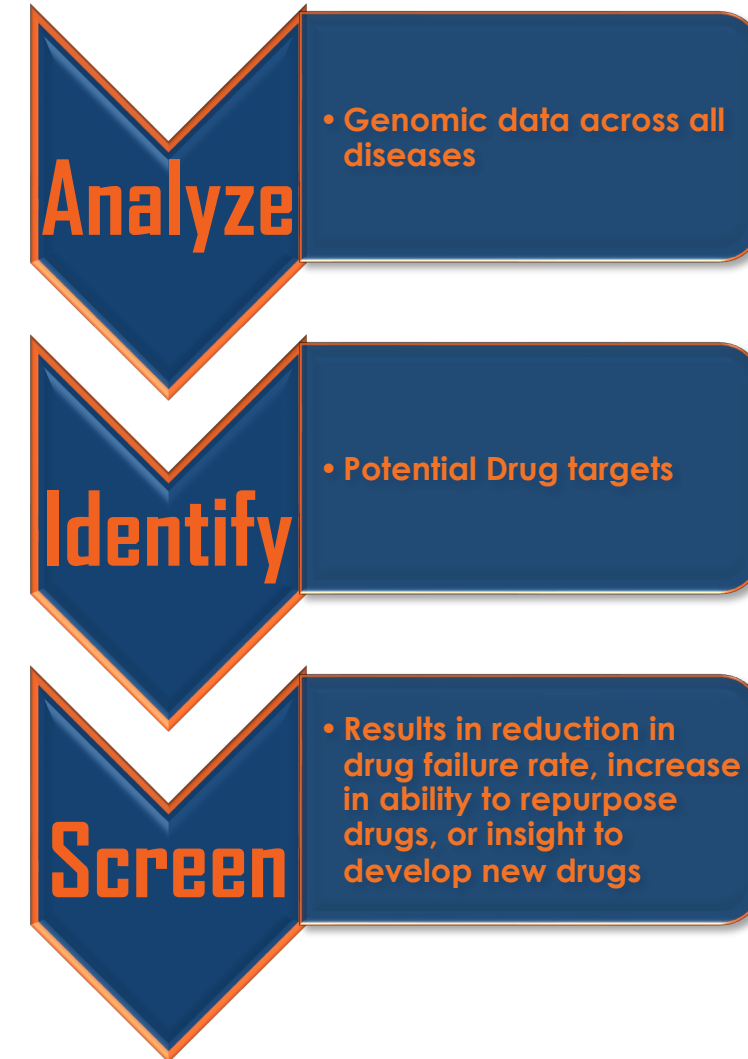 Analyze
• Genomic data across all
diseases
Identify
• Potential Drug targets
Screen
• Results in reduction in
drug failure rate, increase
in ability to repurpose
drugs, or insight to
develop new drugs